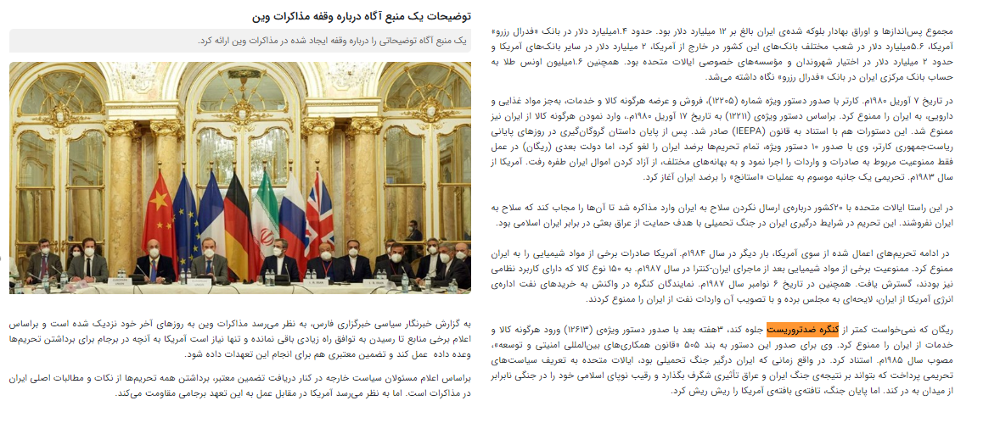 مجموع پس‌اندازها و اوراق بهادار بلوکه شده‌ی ایران بالغ بر ۱۲ میلیارد دلار بود. حدود ۱.۴میلیارد دلار در بانک «فدرال رزرو»
آمریکا، ۵.۶میلیارد دلار در شعب مختلف بانک‌های این کشور در خارج از آمریکا، ۲ میلیارد دلار در سایر بانک‌های آمریکا و
حدود ۲ میلیارد دلار در اختیار شهروندان و مؤسسه‌های خصوصی ایالات متحده بود. همچنین ۱.۶میلیون اونس طلا به
حساب بانک مرکزی ایران در بانک «فدرال رزرو» نگاه داشته می‌شد.
در تاریخ ۷ آوریل ۱۹۸۰م. کارتر با صدور دستور ویژه شماره (۱۲۲۰۵)، فروش و عرضه هرگونه کالا و خدمات، به‌جز مواد غذایی و
دارویی، به ایران را ممنوع کرد. براساس دستور ویژه‌ی (۱۲۲۱۱) به تاریخ ۱۷ آوریل ۱۹۸۰م.، وارد نمودن هرگونه کالا از ایران نیز
ممنوع شد. این دستورات هم با استناد به قانون (IEEPA) صادر شد. پس از پایان داستان گروگان‌گیری در روزهای پایانی
ریاست‌جمهوری کارتر، وی با صدور ۱۰ دستور ویژه، تمام تحریم‌ها برضد ایران را لغو کرد، اما دولت بعدی (ریگان) در عمل
فقط ممنوعیت مربوط به صادرات و واردات را اجرا نمود و به بهانه‌های مختلف، از آزاد کردن اموال ایران طفره رفت. آمریکا از
سال ۱۹۸۳م. تحریمی یک جانبه موسوم به عملیات «استانچ» را برضد ایران آغاز کرد.
در این راستا ایالات متحده با ۲۰کشور درباره‌ی ارسال نکردن سلاح به ایران وارد مذاکره شد تا آن‌ها را مجاب کند که سلاح به
ایران نفروشند. این تحریم در شرایط درگیری ایران در جنگ تحمیلی با هدف حمایت از عراق بعثی در برابر ایران اسلامی بود.
در ادامه تحریم‌های اعمال شده از سوی آمریکا، بار دیگر در سال ۱۹۸۴م. آمریکا صادرات برخی از مواد شیمیایی را به ایران
ممنوع کرد. ممنوعیت برخی از مواد شیمیایی بعد از ماجرای ایران-کنترا در سال ۱۹۸۷م. به ۱۵۰ نوع کالا که دارای کاربرد نظامی
نیز بودند، گسترش یافت. همچنین در تاریخ ۶ نوامبر سال ۱۹۸۷م. نمایندگان کنگره در واکنش به خریدهای نفت اداره‌ی
انرژی آمریکا از ایران، لایحه‌ای به مجلس برده و با تصویب آن واردات نفت از ایران را ممنوع کردند.
ریگان که نمی‌خواست کمتر از کنگره ضدتروریست جلوه کند، ۳هفته بعد با صدور دستور ویژه‌ی (۱۲۶۱۳) ورود هرگونه کالا و
خدمات از ایران را ممنوع کرد. وی برای صدور این دستور به بند ۵۰۵ «قانون همکاری‌های بین‌المللی امنیتی و توسعه»،
مصوب سال ۱۹۸۵م. استناد کرد. در واقع زمانی که ایران درگیر جنگ تحمیلی بود، ایالات متحده به تعریف سیاست‌های
تحریمی پرداخت که بتواند بر نتیجه‌ی جنگ ایران و عراق تأثیری شگرف بگذارد و رقیب نوپای اسلامی خود را در جنگی نابرابر
از میدان به در کند. اما پایان جنگ، تافته‌ی بافته‌ی آمریکا را ریش ریش کرد.
توضیحات یک منبع آگاه درباره وقفه مذاکرات وین
یک منبع آگاه توضیحاتی را درباره وقفه ایجاد شده در مذاکرات وین ارائه کرد.
به گزارش خبرنگار سیاسی خبرگزاری فارس، به نظر می‌رسد مذاکرات وین به روزهای آخر خود نزدیک شده است و براساس
اعلام برخی منابع تا رسیدن به توافق راه زیادی باقی نمانده و تنها نیاز است آمریکا به آنچه در برجام برای برداشتن تحریم‌ها
وعده داده عمل کند و تضمین معتبری هم برای انجام این تعهدات داده شود.
براساس اعلام مسئولان سیاست خارجه در کنار دریافت تضمین معتبر، برداشتن همه تحریم‌ها از نکات و مطالبات اصلی ایران
در مذاکرات است. اما به نظر می‌رسد آمریکا در مقابل عمل به این تعهد برجامی مقاومت می‌کند.